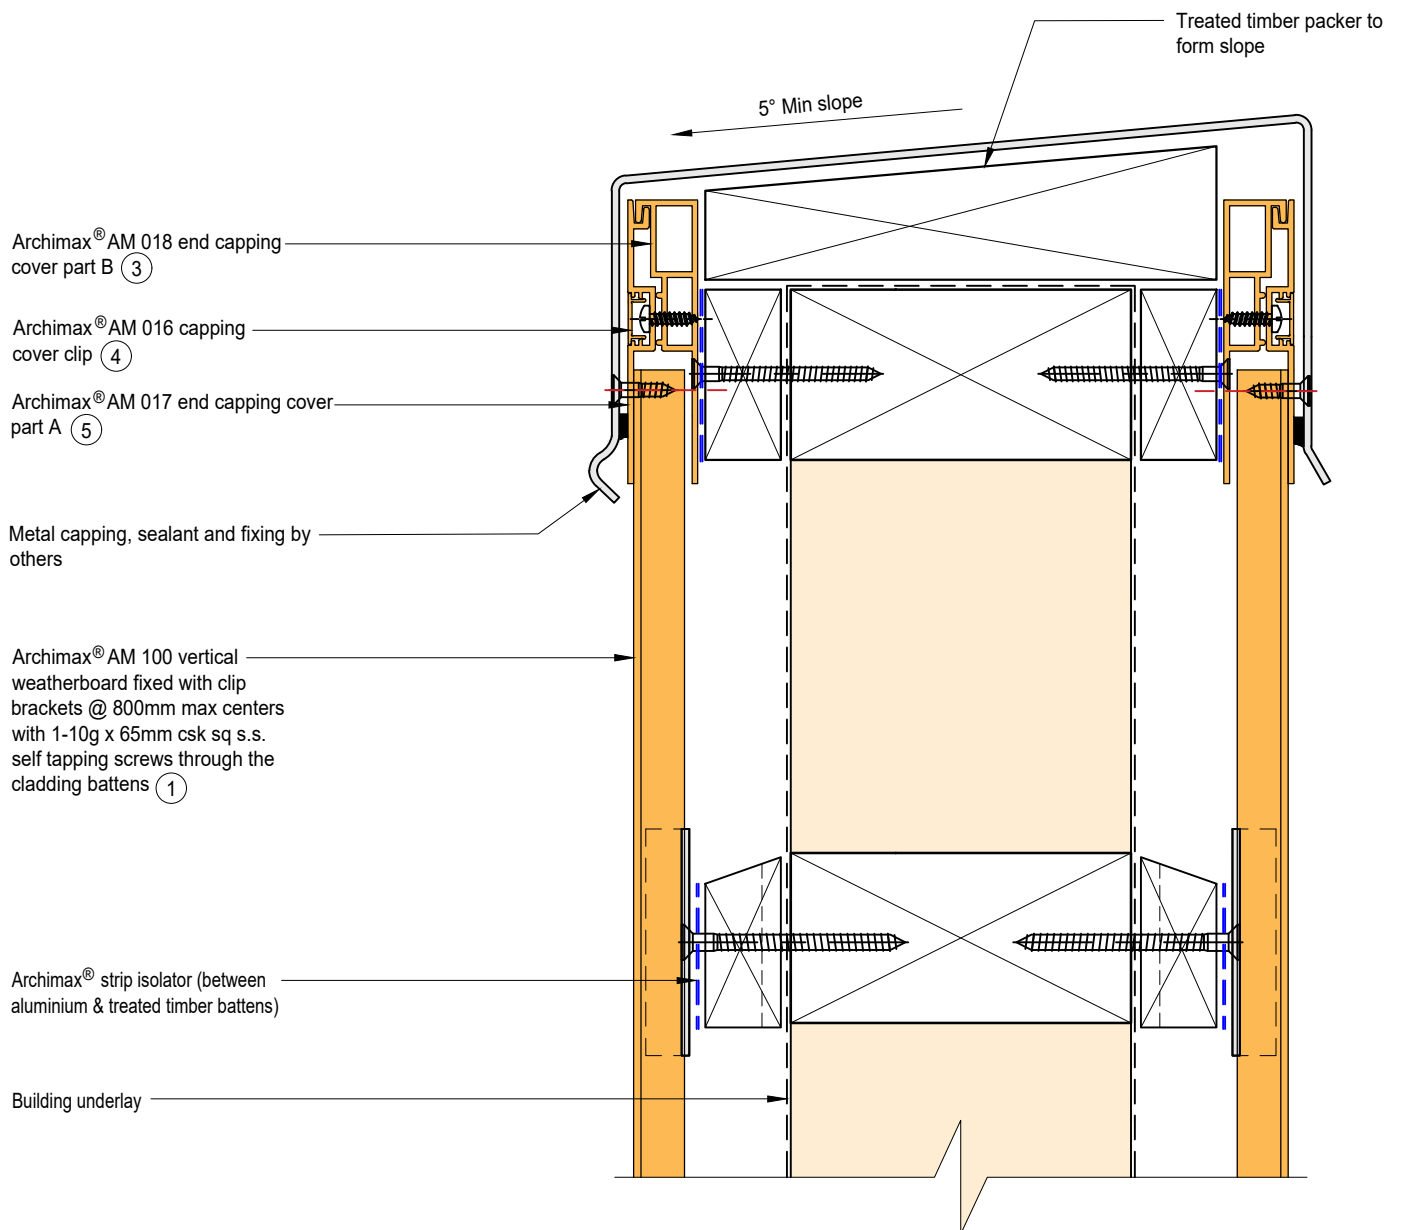 Treated timber packer to
form slope
5° Min slope
Archimax® AM 018 end capping
cover part B 3
Archimax® AM 016 capping
cover clip 4
Archimax® AM 017 end capping cover
part A 5
Metal capping, sealant and fixing by
others
Archimax® AM 100 vertical
weatherboard fixed with clip
brackets @ 800mm max centers
with 1-10g x 65mm csk sq s.s.
self tapping screws through the
cladding battens 1
Archimax® strip isolator (between
aluminium & treated timber battens)
Building underlay